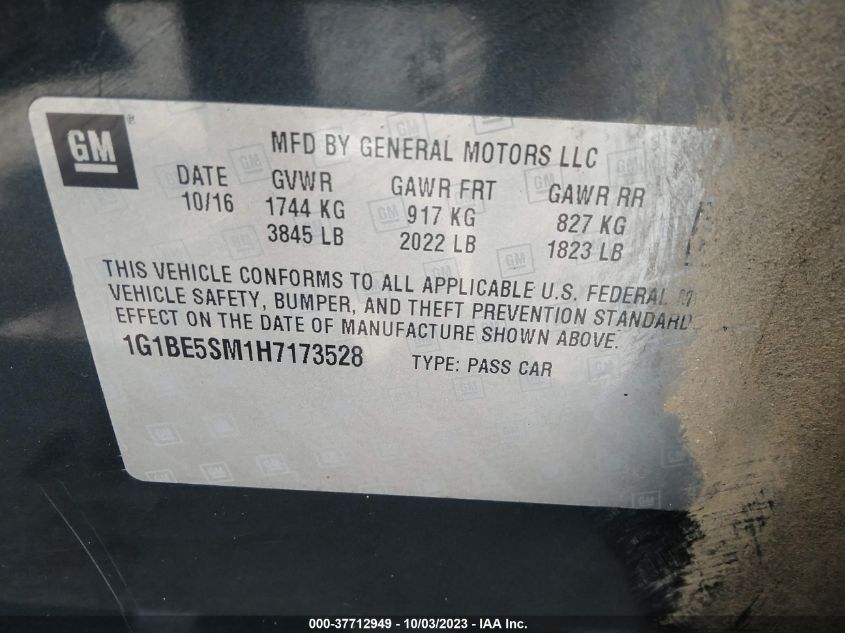 GM
MFD BY GENERAL MOTORS LLC
DATE GVWR GAWR FRT GAWR RR
10/16 1744 KG 917 KG 827 KG
3845 LB 2022 LB 1823 LB
THIS VEHICLE CONFORMS TO ALL APPLICABLE U.S. FEDERAL M
VEHICLE SAFETY, BUMPER, AND THEFT PREVENTION STANDARD
EFFECT ON THE DATE OF MANUFACTURE SHOWN ABOVE.
1G1BE5SM1H7173528 TYPE: PASS CAR
000-37712949 - 10/03/2023 - IAA Inc.